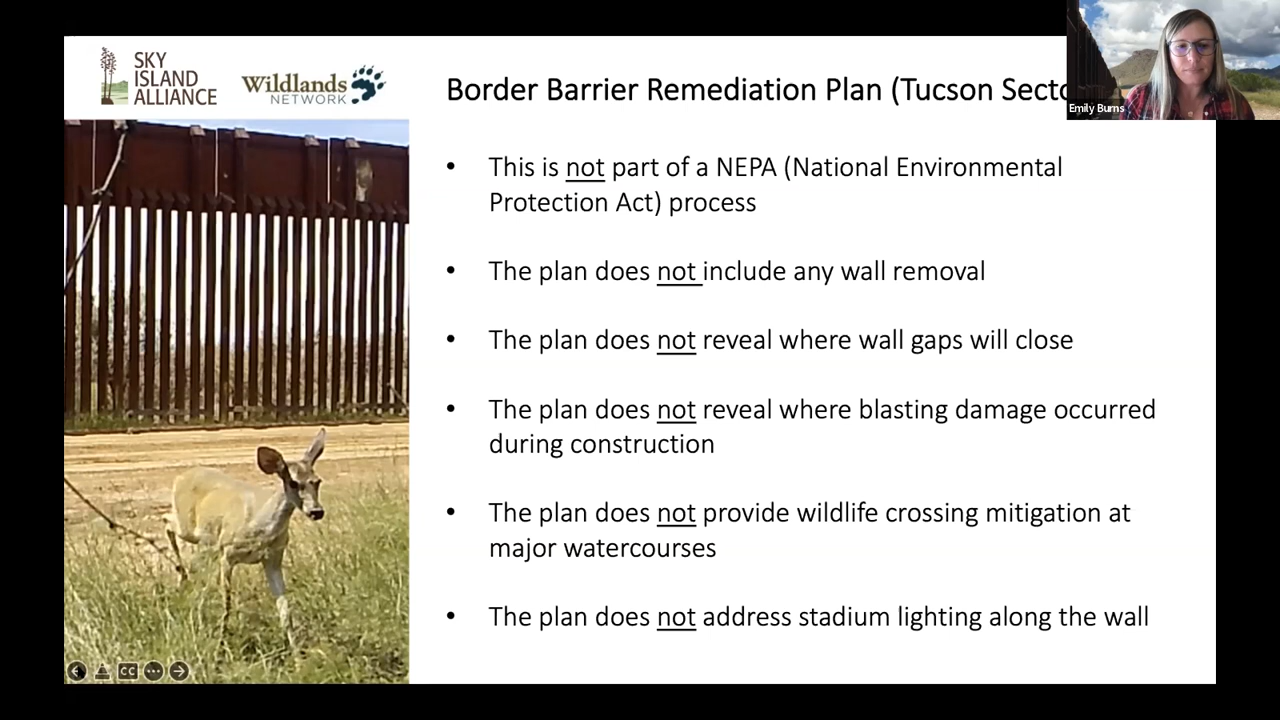 SKY
ISLAND
ALLIANCE
Wildlands
NETWORK
Border Barrier Remediation Plan (Tucson Secto
Emily Burns
• This is not part of a NEPA (National Environmental
Protection Act) process
• The plan does not include any wall removal
• The plan does not reveal where wall gaps will close
• The plan does not reveal where blasting damage occurred
during construction
• The plan does not provide wildlife crossing mitigation at
major watercourses
• The plan does not address stadium lighting along the wall
CC